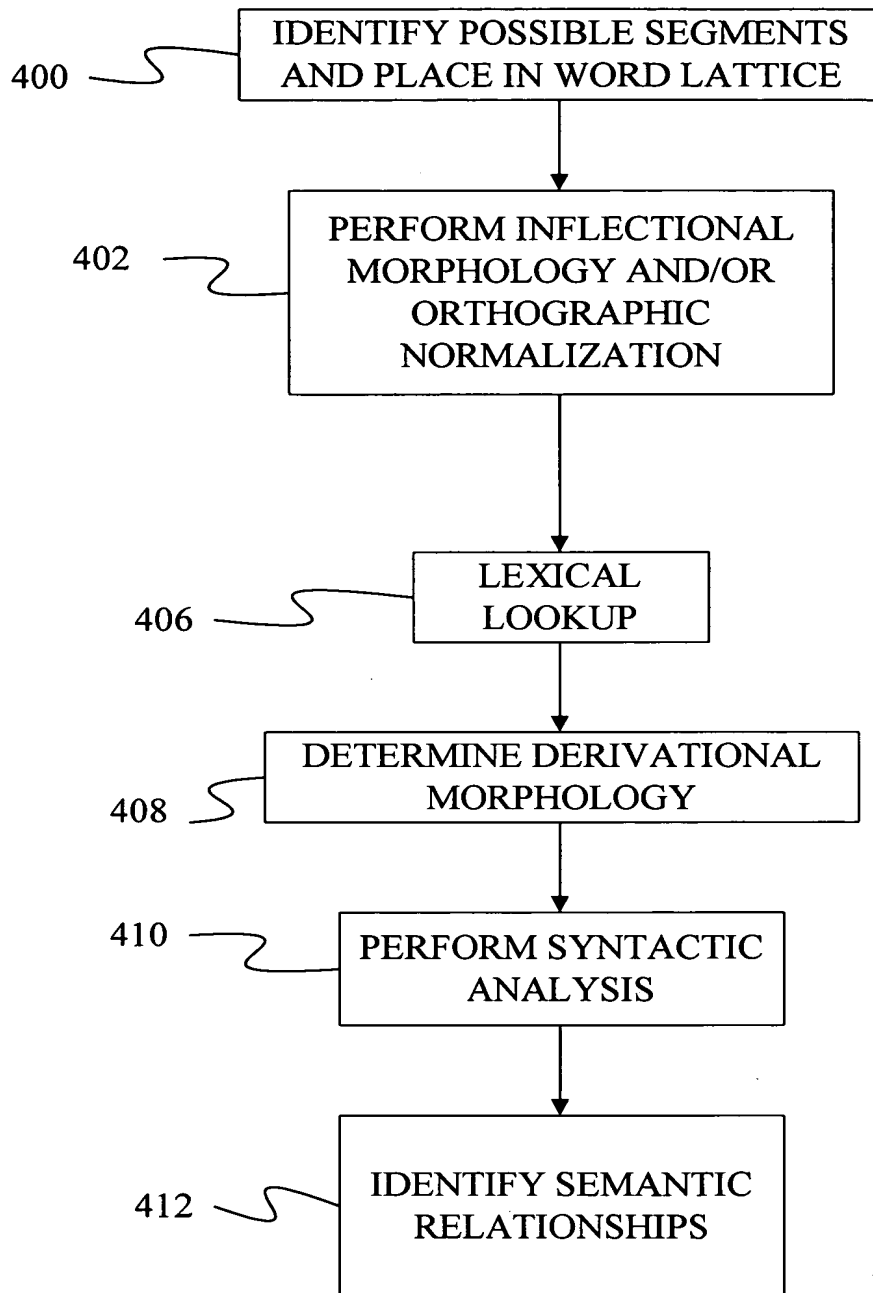 400
IDENTIFY POSSIBLE SEGMENTS
AND PLACE IN WORD LATTICE
402
PERFORM INFLECTIONAL
MORPHOLOGY AND/OR
ORTHOGRAPHIC
NORMALIZATION
406
LEXICAL
LOOKUP
408
DETERMINE DERIVATIONAL
MORPHOLOGY
410
PERFORM SYNTACTIC
ANALYSIS
412
IDENTIFY SEMANTIC
RELATIONSHIPS